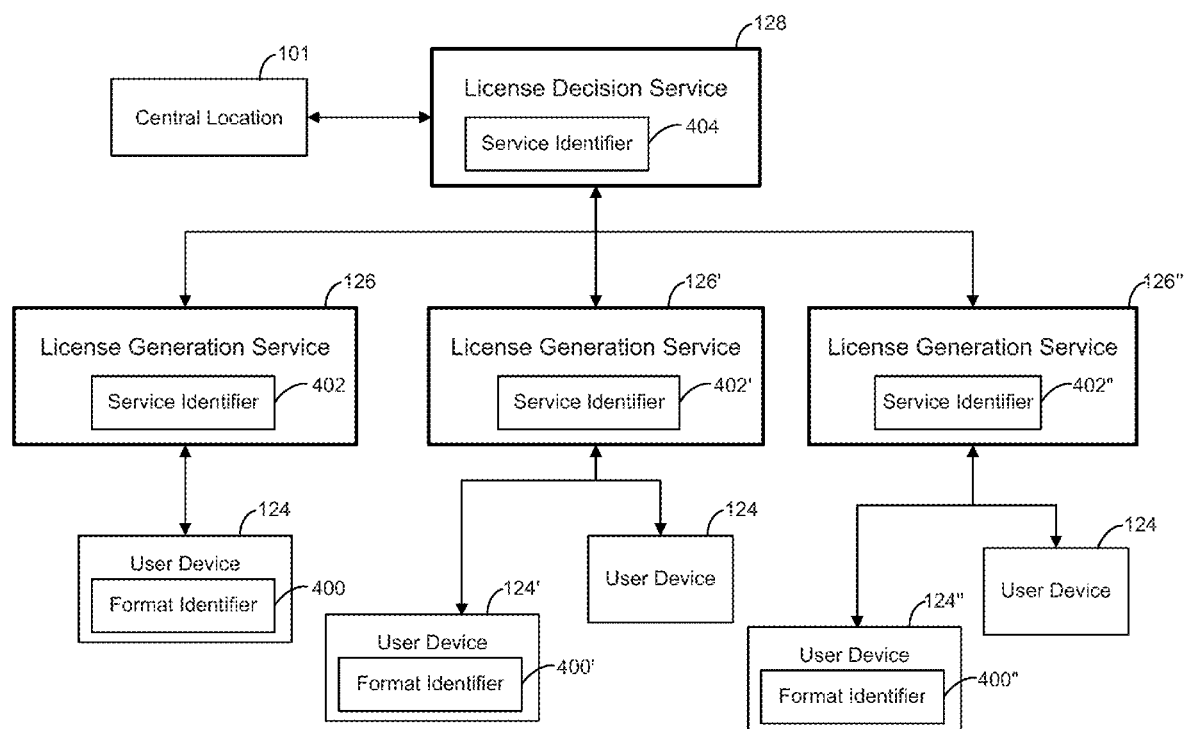 128
101
License Decision Service
Central Location
404
Service Identifier
126
126'
126"
License Generation Service
License Generation Service
License Generation Service
402
402'
402"
Service Identifier
Service Identifier
Service Identifier
124
124
124
User Device
User Device
User Device
400
Format Identifier
124'
124"
User Device
User Device
400'
400"
Format Identifier
Format Identifier